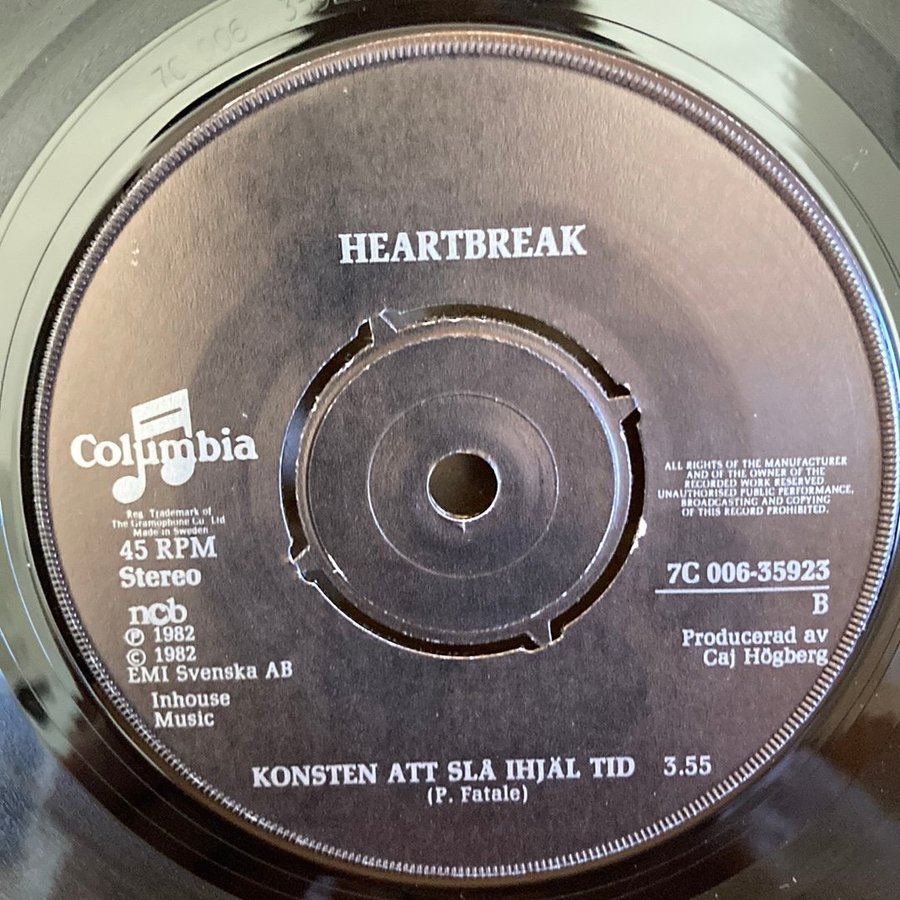 7C 006
HEARTBREAK
Columbia
Reg. Trademark of
The Gramophone Co. Ltd
Made in Sweden
45 RPM
Stereo
ncb
℗ 1982
© 1982
EMI Svenska AB
Inhouse
Music
ALL RIGHTS OF THE MANUFACTURER
AND OF THE OWNER OF THE
RECORDED WORK RESERVED
UNAUTHORISED PUBLIC PERFORMANCE,
BROADCASTING AND COPYING
OF THIS RECORD PROHIBITED.
7C 006-35923
B
Producerad av
Caj Högberg
KONSTEN ATT SLÅ IHJÄL TID 3.55
(P. Fatale)